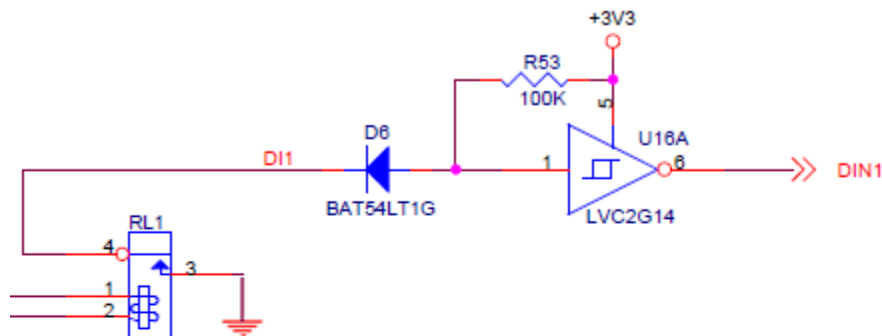 +3V3
R53
100K
5
D6
U16A
DI1
1
6
DIN1
BAT54LT1G
LVC2G14
RL1
4
3
1
2